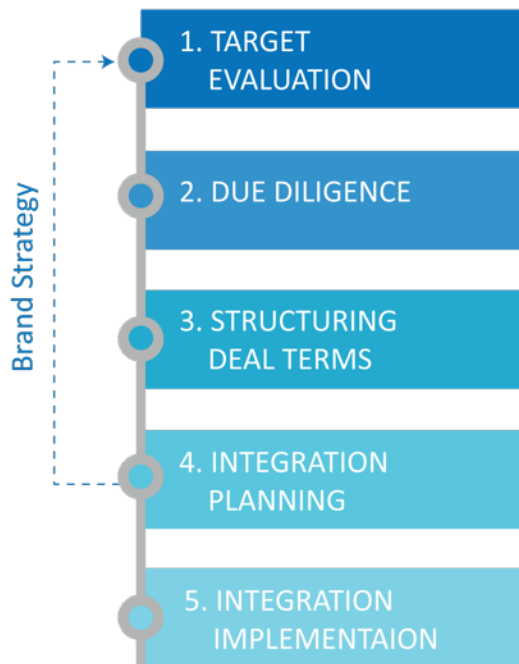 1. TARGET
EVALUATION
2. DUE DILIGENCE
3. STRUCTURING
DEAL TERMS
4. INTEGRATION
PLANNING
5. INTEGRATION
IMPLEMENTAION
Brand Strategy